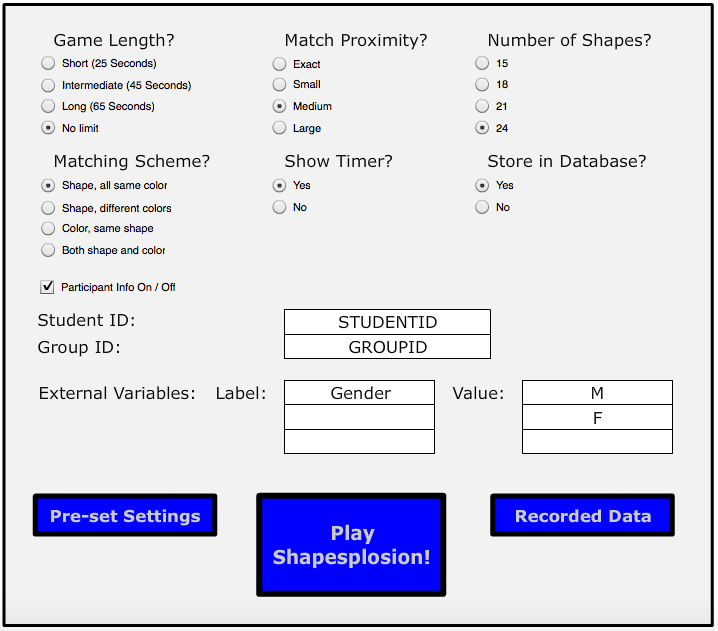 Game Length?
Short (25 Seconds)
Intermediate (45 Seconds)
Long (65 Seconds)
No limit
Match Proximity?
Exact
Small
Medium
Large
Number of Shapes?
15
18
21
24
Matching Scheme?
Shape, all same color
Shape, different colors
Color, same shape
Both shape and color
Show Timer?
Yes
No
Store in Database?
Yes
No
Participant Info On / Off
Student ID: STUDENTID
Group ID: GROUPID
External Variables: Label: Gender Value: M
F
Pre-set Settings
Play
Shapesplosion!
Recorded Data